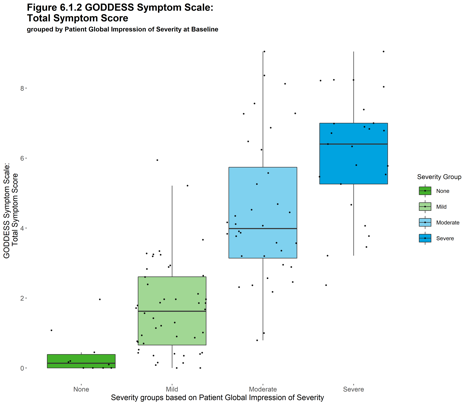 Figure 6.1.2 GODDESS Symptom Scale:
Total Symptom Score
grouped by Patient Global Impression of Severity at Baseline
GODDESS Symptom Scale:
Total Symptom Score
8
6
4
2
0
None
Mild
Moderate
Severe
Severity groups based on Patient Global Impression of Severity
Severity Group
None
Mild
Moderate
Severe